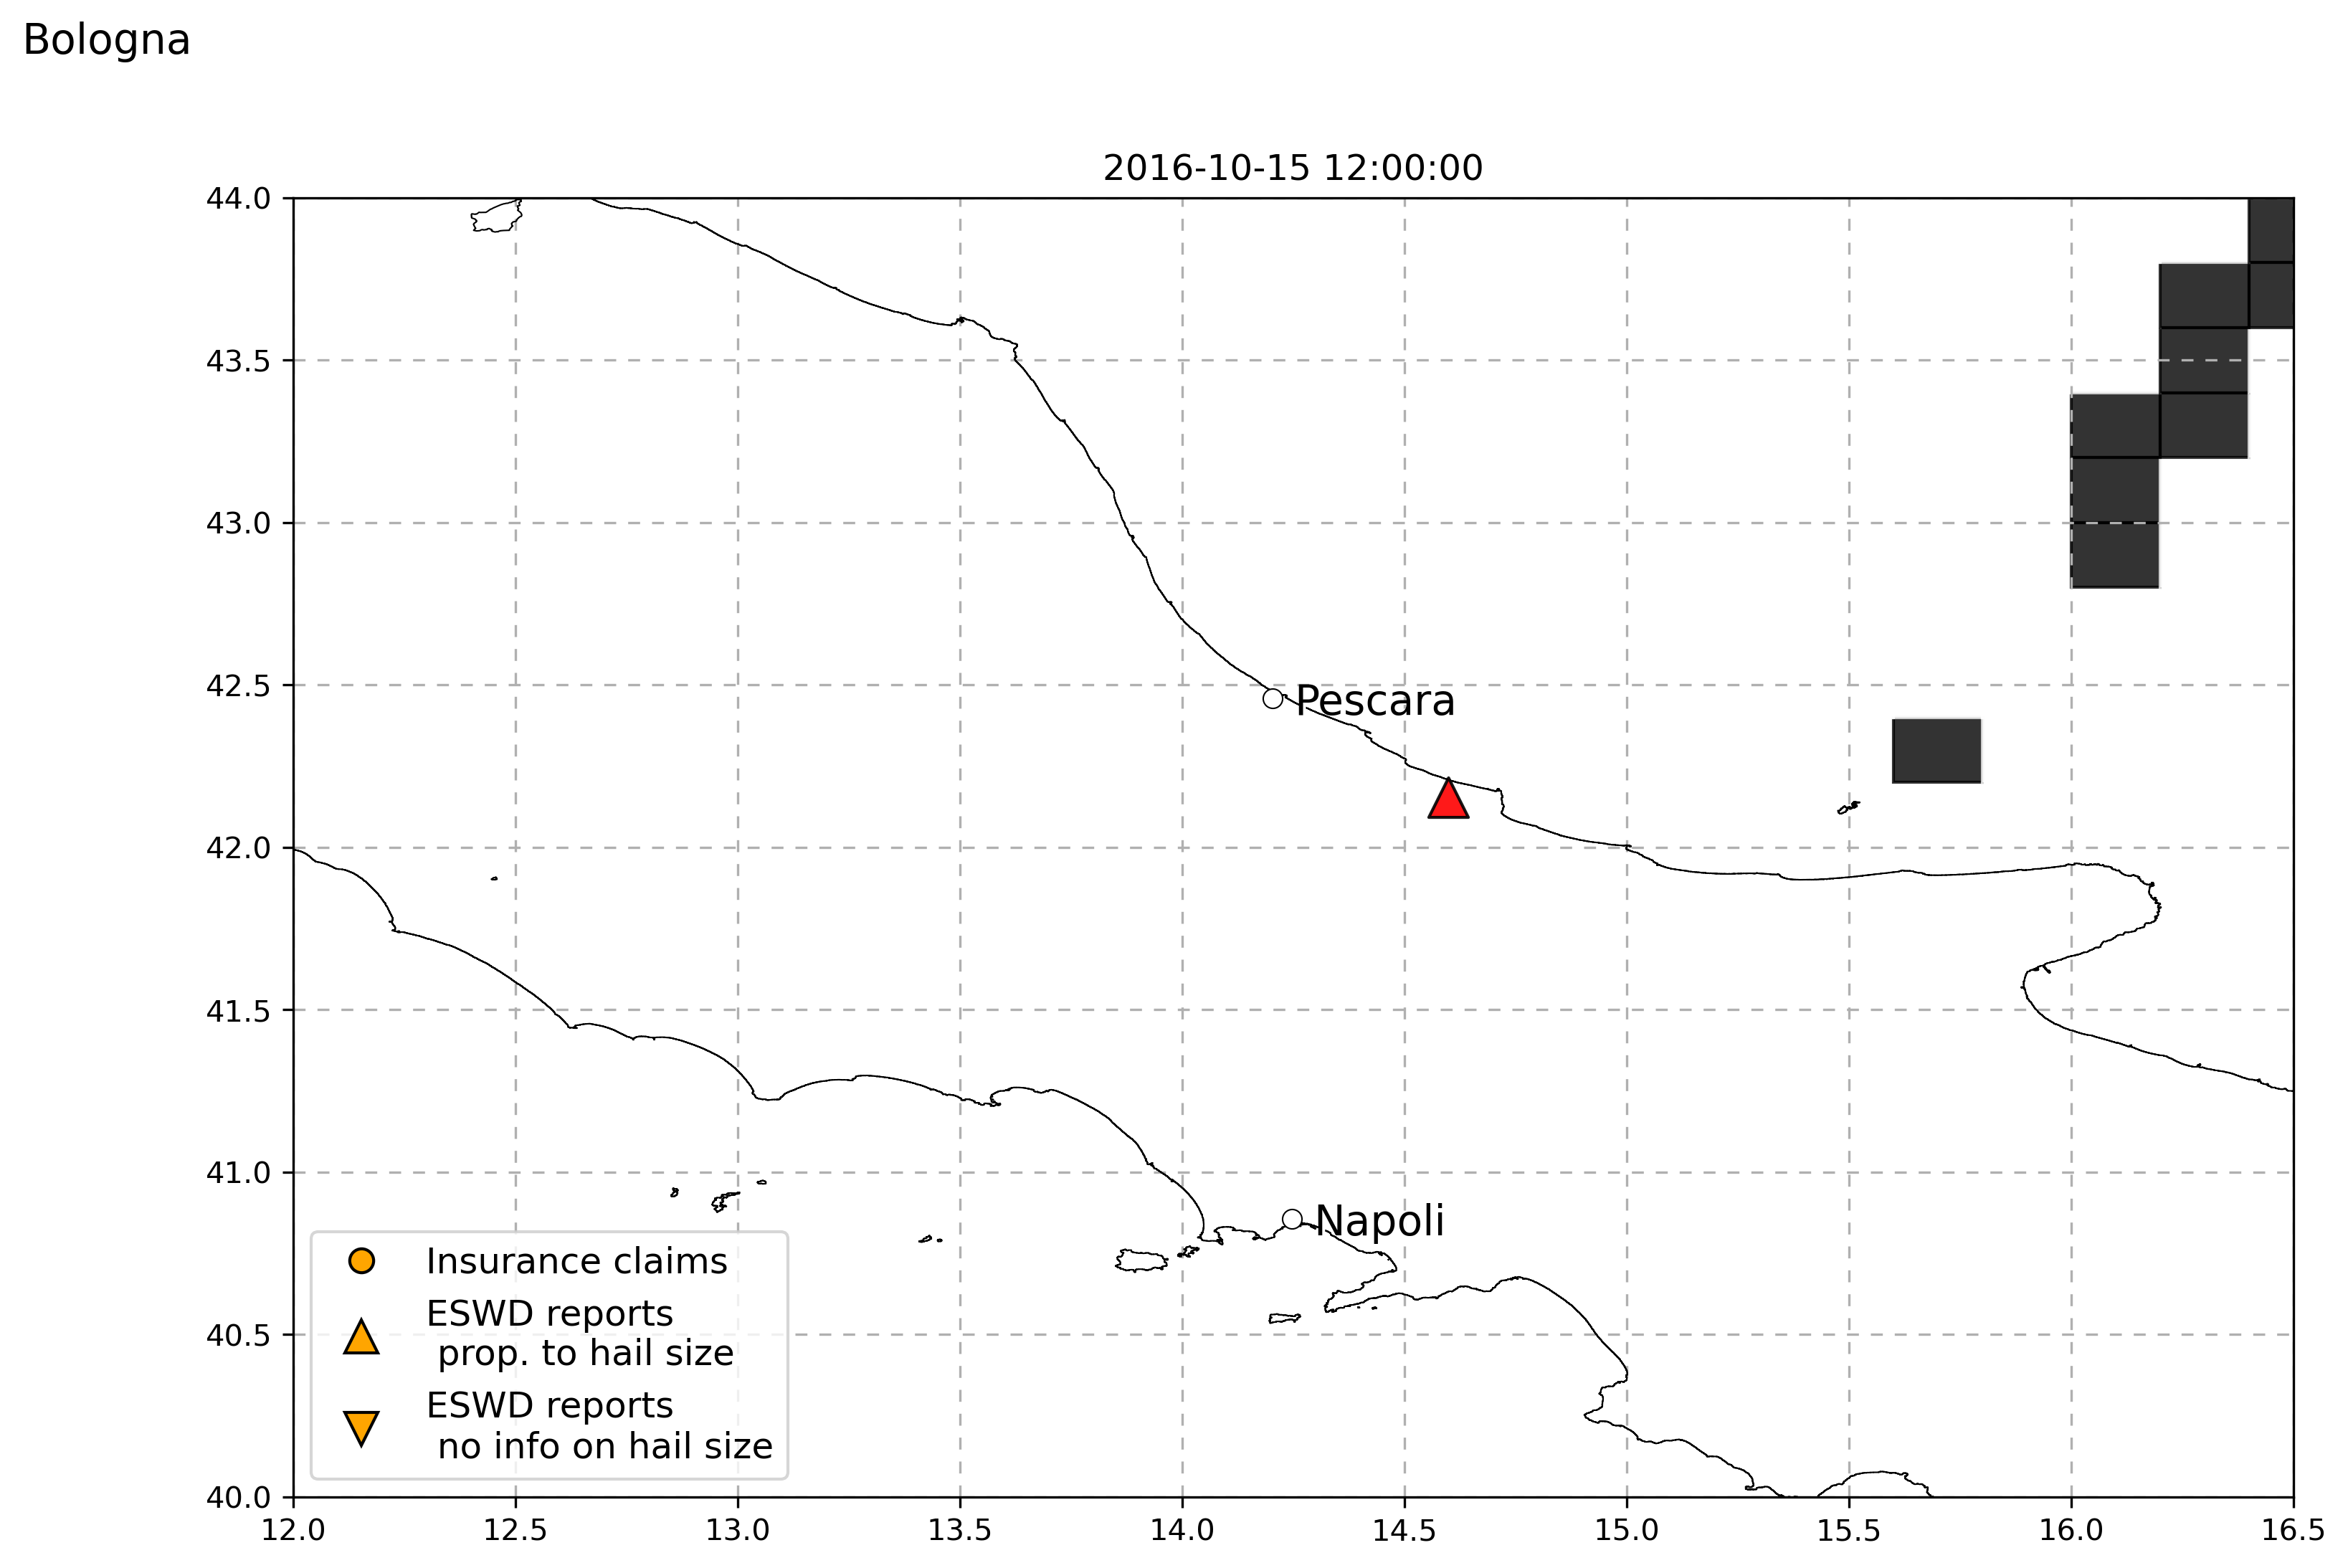 Bologna
2016-10-15 12:00:00
44.0
43.5
43.0
42.5
42.0
41.5
41.0
40.5
40.0
Pescara
Napoli
Insurance claims
ESWD reports
prop. to hail size
ESWD reports
no info on hail size
12.0 12.5 13.0 13.5 14.0 14.5 15.0 15.5 16.0 16.5